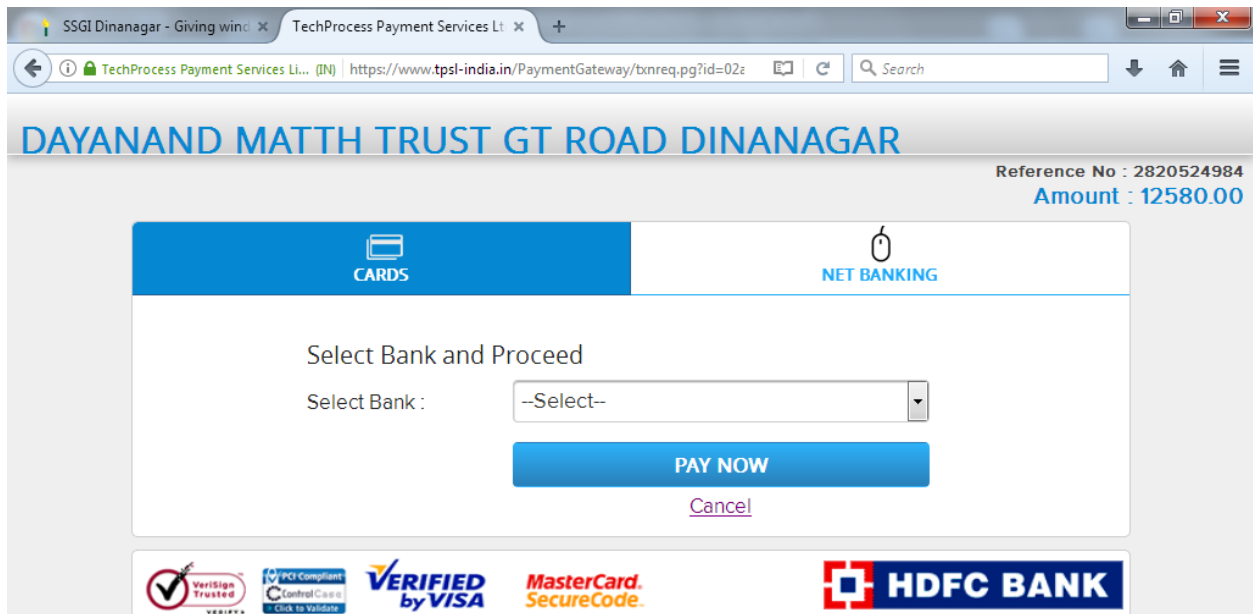 SSGI Dinanagar - Giving wind
TechProcess Payment Services Lt
TechProcess Payment Services Li... (IN) https://www.tpsl-india.in/PaymentGateway/txnreq.pg?id=02a
Search
DAYANAND MATTH TRUST GT ROAD DINANAGAR
Reference No : 2820524984
Amount : 12580.00
CARDS
NET BANKING
Select Bank and Proceed
Select Bank :
--Select--
PAY NOW
Cancel
VeriSign
Trusted
VERIFY
PCI Compliant
ControlCase
Click to Validate
VERIFIED
by VISA
MasterCard.
SecureCode.
HDFC BANK